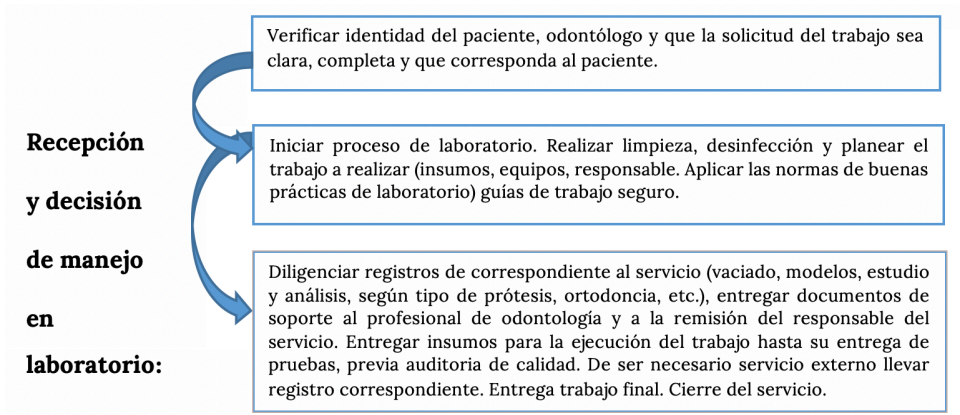 Recepción
y decisión
de manejo
en
laboratorio:
Verificar identidad del paciente, odontólogo y que la solicitud del trabajo sea
clara, completa y que corresponda al paciente.
Iniciar proceso de laboratorio. Realizar limpieza, desinfección y planear el
trabajo a realizar (insumos, equipos, responsable. Aplicar las normas de buenas
prácticas de laboratorio) guías de trabajo seguro.
Diligenciar registros de correspondiente al servicio (vaciado, modelos, estudio
y análisis, según tipo de prótesis, ortodoncia, etc.), entregar documentos de
soporte al profesional de odontología y a la remisión del responsable del
servicio. Entregar insumos para la ejecución del trabajo hasta su entrega de
pruebas, previa auditoria de calidad. De ser necesario servicio externo llevar
registro correspondiente. Entrega trabajo final. Cierre del servicio.